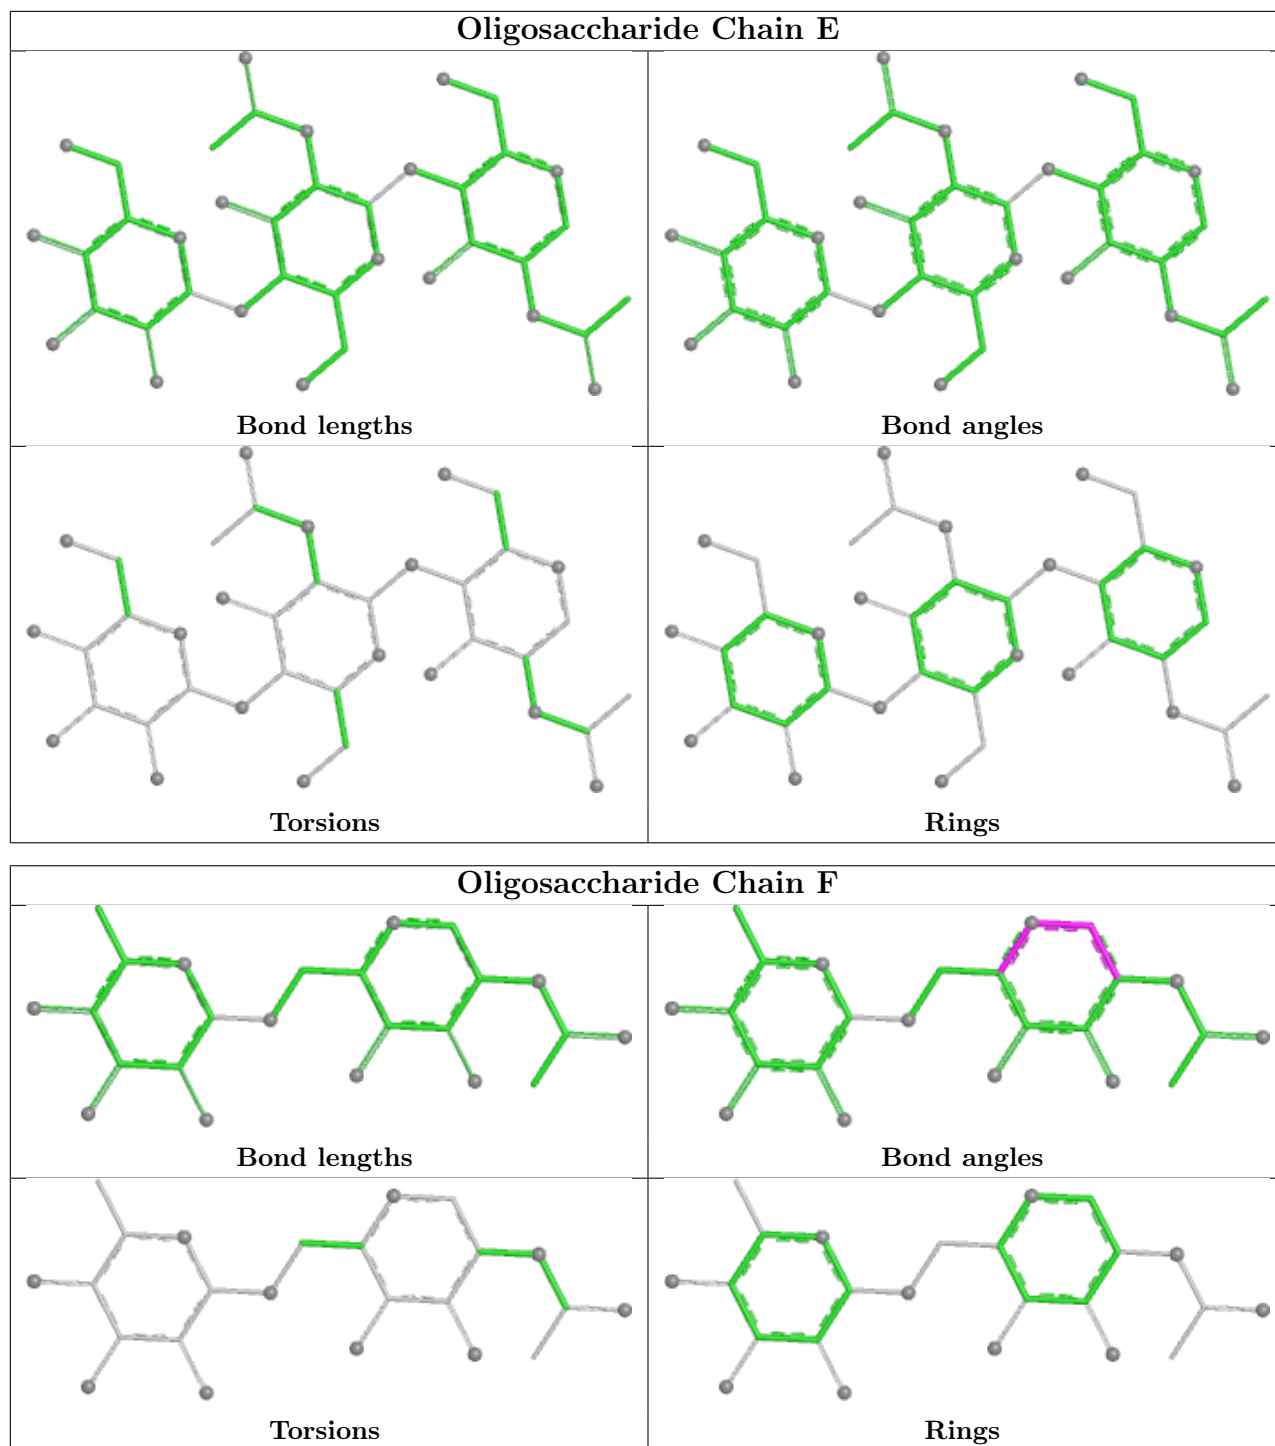 Oligosaccharide Chain E
Bond lengths
Bond angles
Torsions
Rings
Oligosaccharide Chain F
Bond lengths
Bond angles
Torsions
Rings